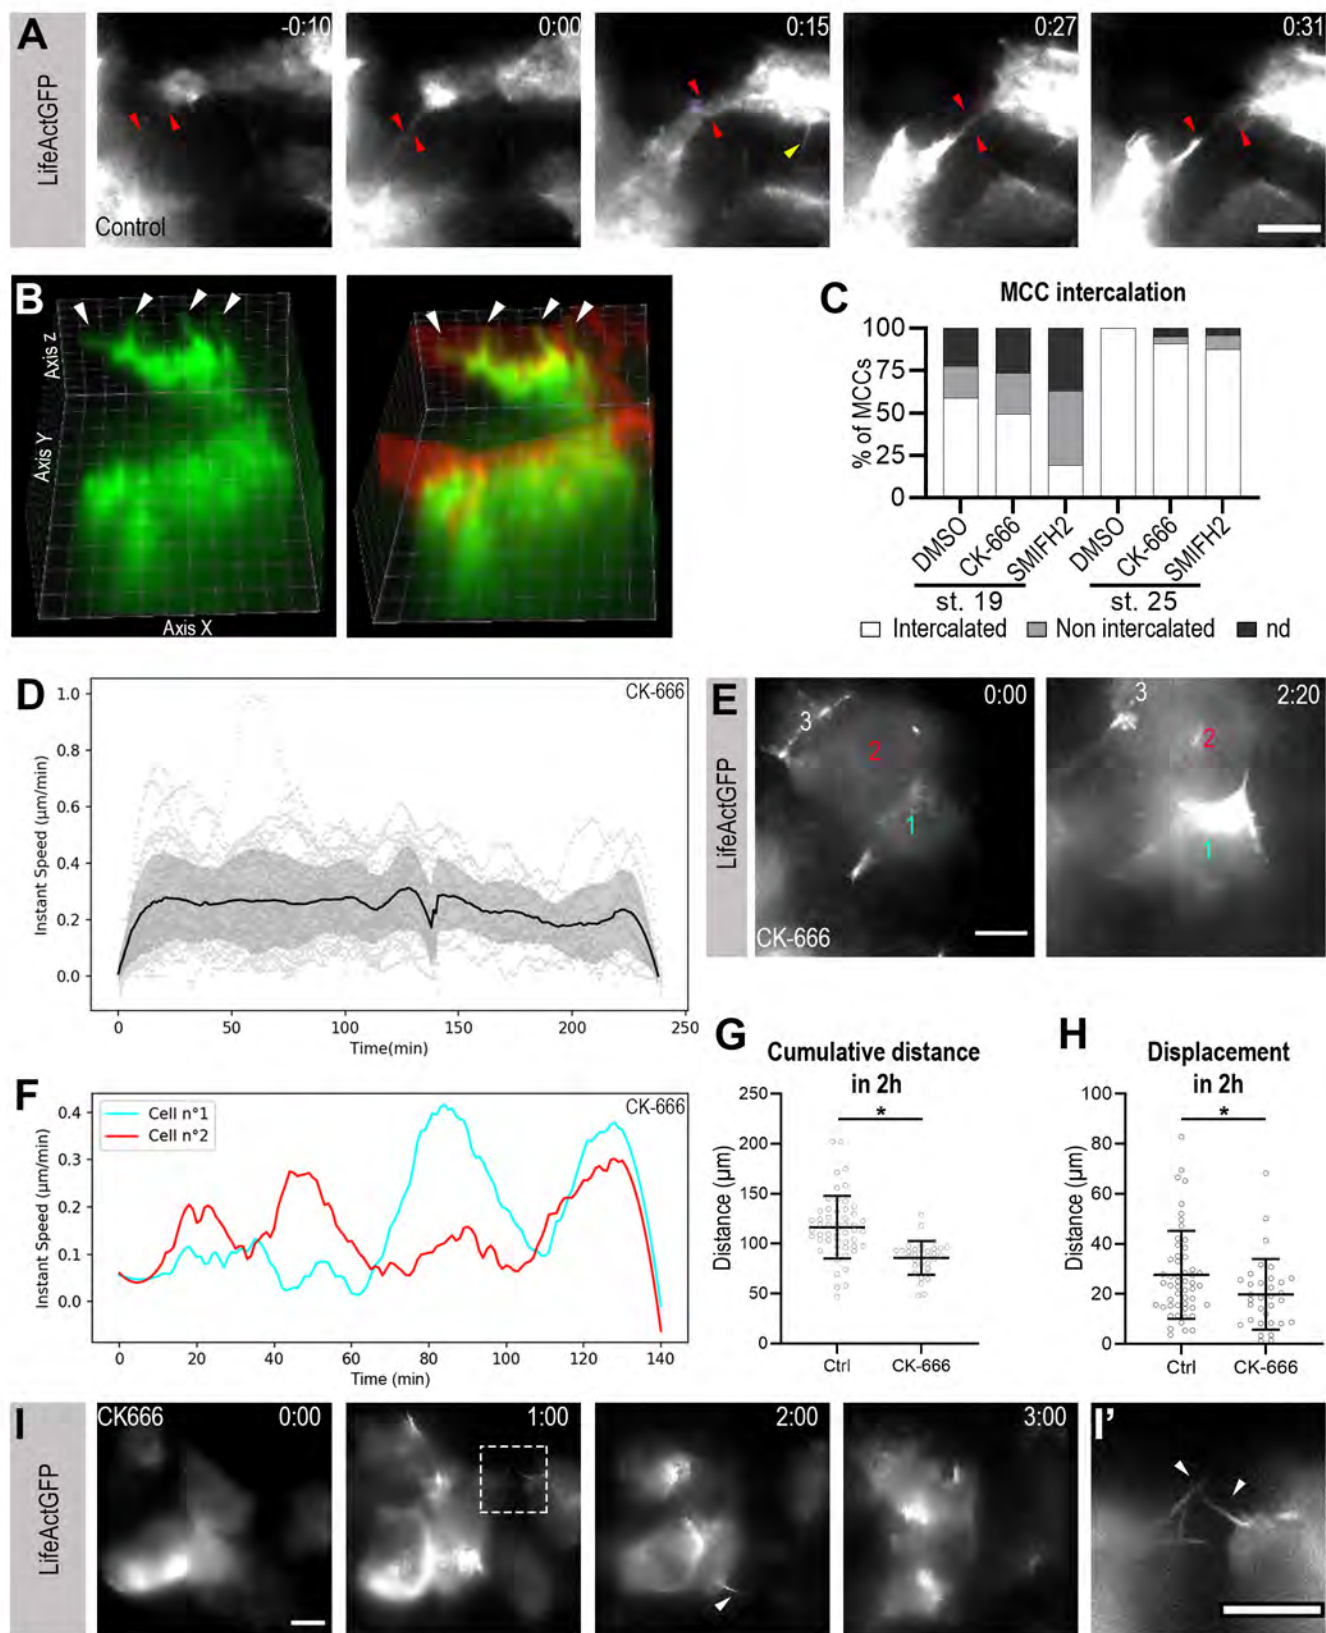 A
LifeActGFP
-0:10
0:00
0:15
0:27
0:31
Control
B
Axis Z
Axis Y
Axis X
C
MCC intercalation
% of MCCs
100
75
50
25
0
DMSO
CK-666
SMIFH2
DMSO
CK-666
SMIFH2
st. 19
st. 25
Intercalated
Non intercalated
nd
D
CK-666
Instant Speed (μm/min)
1.0
0.8
0.6
0.4
0.2
0.0
0
50
100
150
200
250
Time(min)
E
LifeActGFP
0:00
3
2
1
CK-666
2:20
3
2
1
F
Cell n°1
Cell n°2
CK-666
Instant Speed (μm/min)
0.4
0.3
0.2
0.1
0.0
0
20
40
60
80
100
120
140
Time (min)
G
Cumulative distance
in 2h
Distance (μm)
250
200
150
100
50
0
*
Ctrl
CK-666
H
Displacement
in 2h
Distance (μm)
100
80
60
40
20
0
*
Ctrl
CK-666
I
LifeActGFP
CK666
0:00
1:00
2:00
3:00
I'